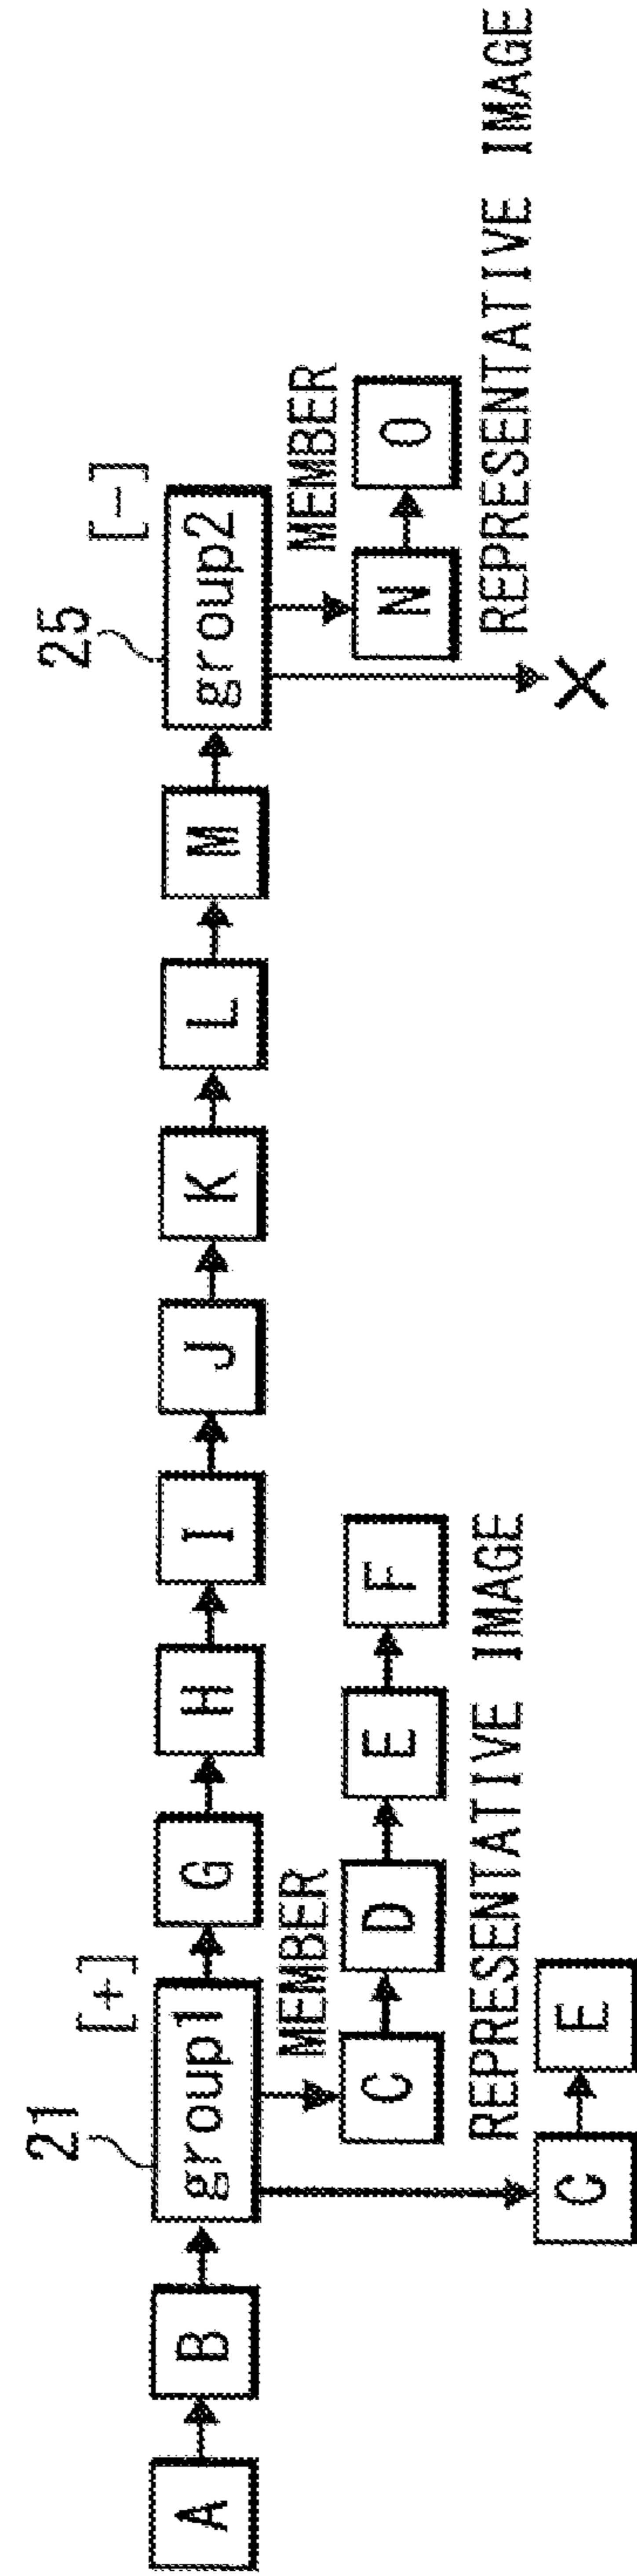 21 [+] 25 [-]
A B group1 G H I J K L M group2
MEMBER MEMBER
C D E F N O
REPRESENTATIVE IMAGE REPRESENTATIVE IMAGE
C E X